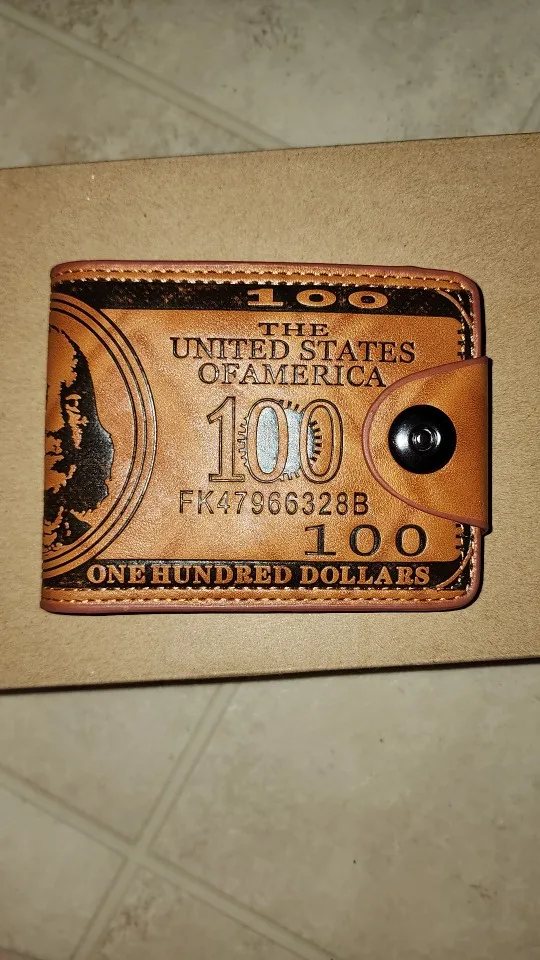 100
THE
UNITED STATES
OFAMERICA
100
FK47966328B
100
ONE HUNDRED DOLLARS